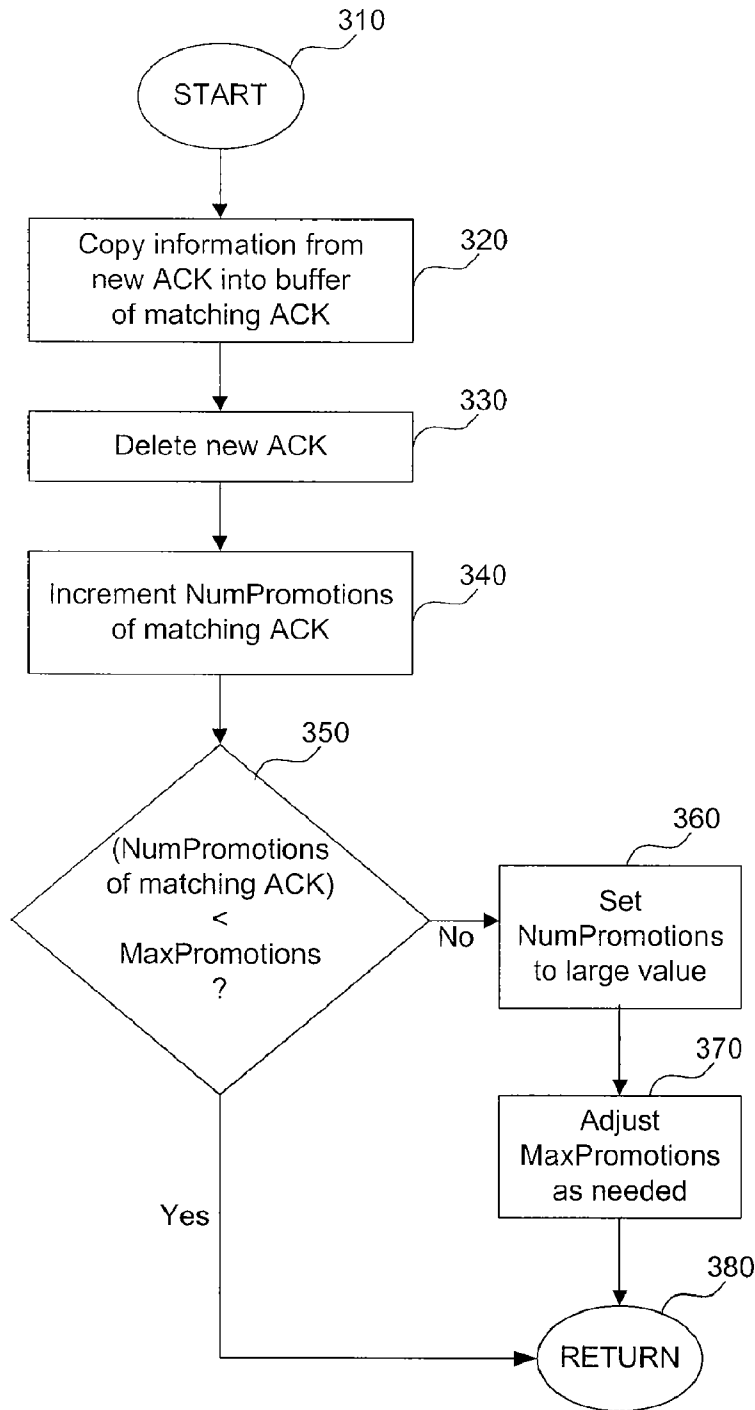 310
START
320
Copy information from
new ACK into buffer
of matching ACK
330
Delete new ACK
340
Increment NumPromotions
of matching ACK
350
(NumPromotions
of matching ACK)
<
MaxPromotions
?
No
360
Set
NumPromotions
to large value
370
Adjust
MaxPromotions
as needed
Yes
380
RETURN